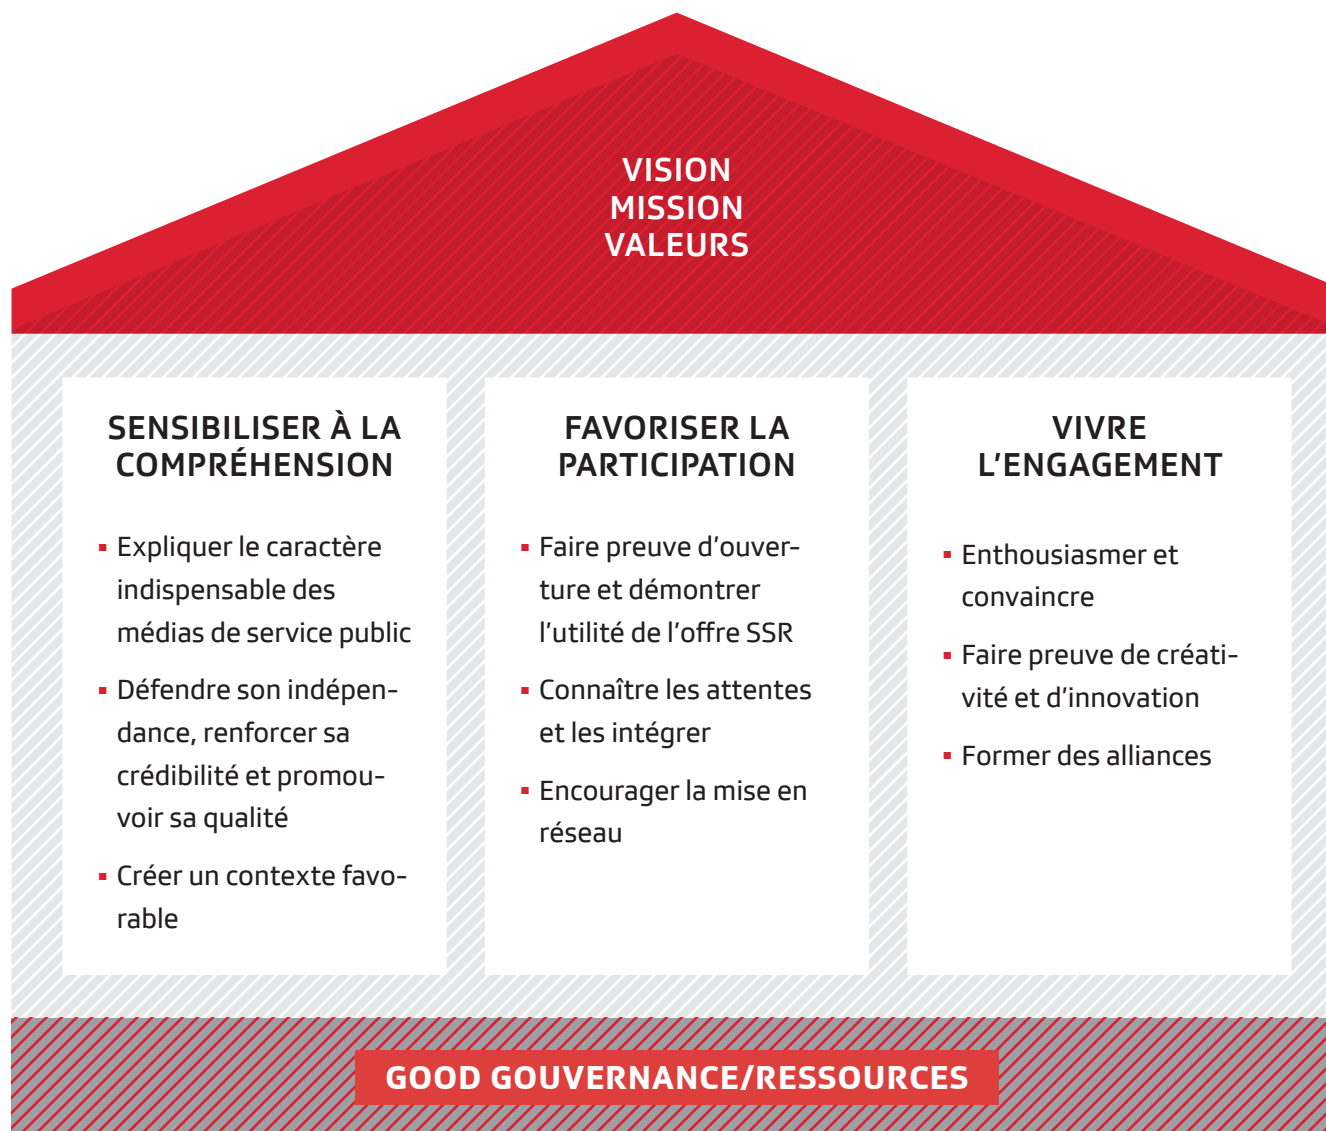 VISION
MISSION
VALEURS
SENSIBILISER À LA
COMPRÉHENSION
▪ Expliquer le caractère
indispensable des
médias de service public
▪ Défendre son indépen-
dance, renforcer sa
crédibilité et promou-
voir sa qualité
▪ Créer un contexte favo-
rable
FAVORISER LA
PARTICIPATION
▪ Faire preuve d’ouver-
ture et démontrer
l’utilité de l’offre SSR
▪ Connaître les attentes
et les intégrer
▪ Encourager la mise en
réseau
VIVRE
L’ENGAGEMENT
▪ Enthousiasmer et
convaincre
▪ Faire preuve de créati-
vité et d’innovation
▪ Former des alliances
GOOD GOUVERNANCE/RESSOURCES